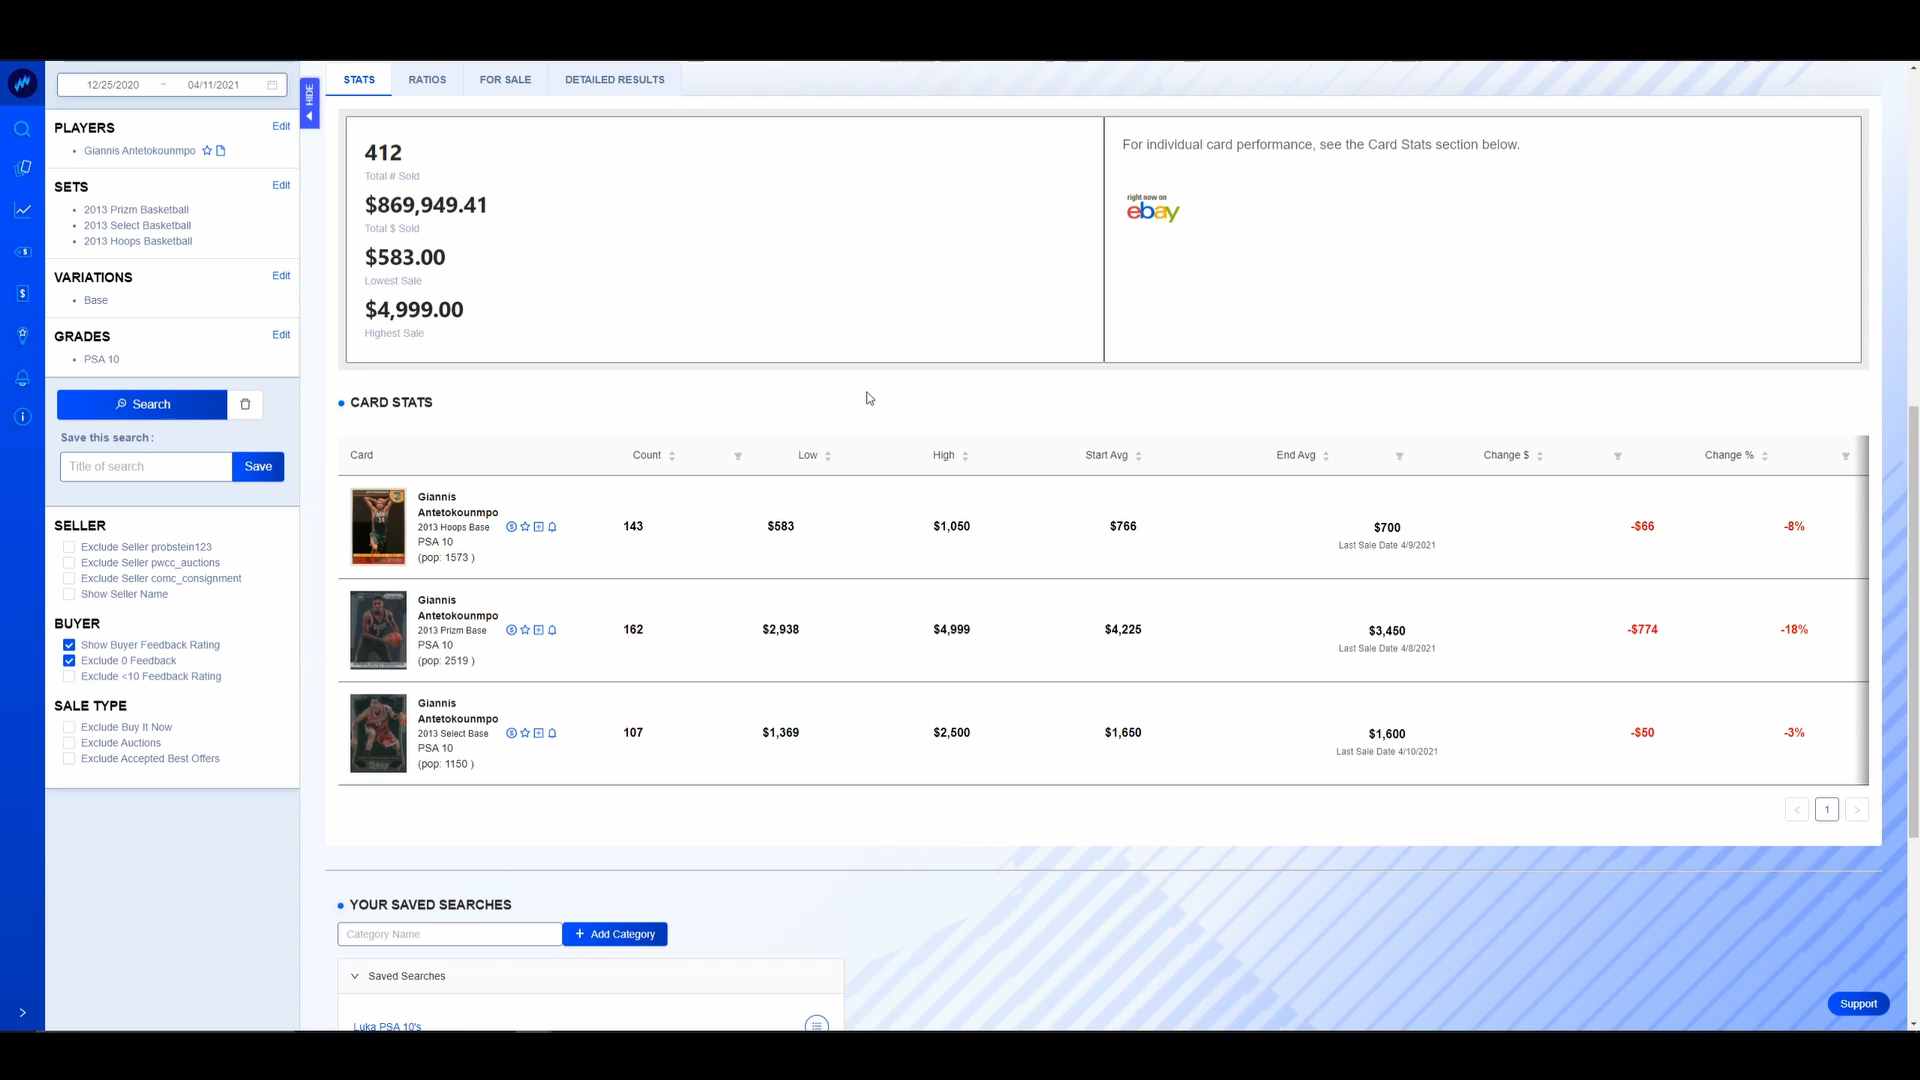 12/25/2020 ~ 04/11/2021
HIDE
PLAYERS Edit
Giannis Antetokounmpo
SETS Edit
2013 Prizm Basketball
2013 Select Basketball
2013 Hoops Basketball
VARIATIONS Edit
Base
GRADES Edit
PSA 10
Search
Save this search :
Title of search Save
SELLER
Exclude Seller probstein123
Exclude Seller pwcc_auctions
Exclude Seller comc_consignment
Show Seller Name
BUYER
Show Buyer Feedback Rating
Exclude 0 Feedback
Exclude <10 Feedback Rating
SALE TYPE
Exclude Buy It Now
Exclude Auctions
Exclude Accepted Best Offers
STATS RATIOS FOR SALE DETAILED RESULTS
412
Total # Sold
$869,949.41
Total $ Sold
$583.00
Lowest Sale
$4,999.00
Highest Sale
For individual card performance, see the Card Stats section below.
right now on
ebay
CARD STATS
Card Count Low High Start Avg End Avg Change $ Change %
Giannis
Antetokounmpo
2013 Hoops Base
PSA 10
(pop: 1573 )
143 $583 $1,050 $766 $700 -$66 -8%
Last Sale Date 4/9/2021
Giannis
Antetokounmpo
2013 Prizm Base
PSA 10
(pop: 2519 )
162 $2,938 $4,999 $4,225 $3,450 -$774 -18%
Last Sale Date 4/8/2021
Giannis
Antetokounmpo
2013 Select Base
PSA 10
(pop: 1150 )
107 $1,369 $2,500 $1,650 $1,600 -$50 -3%
Last Sale Date 4/10/2021
< 1 >
YOUR SAVED SEARCHES
Category Name + Add Category
Saved Searches
Luka PSA 10's
Support